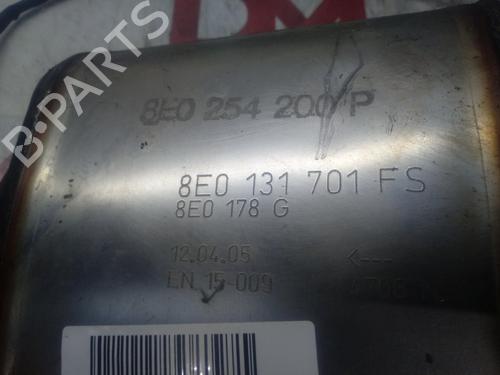 B-PARTS
8E0 254 200 P
8E0 131 701 FS
8E0 178 G
12.04.05 <---
EN 15-009